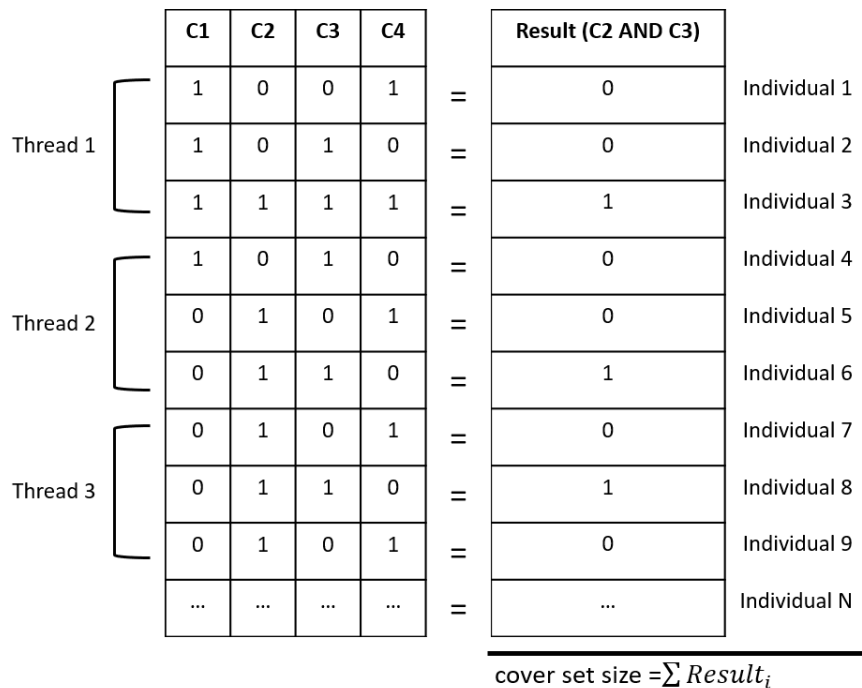 C1 C2 C3 C4 Result (C2 AND C3)
1 0 0 1 = 0 Individual 1
Thread 1 1 0 1 0 = 0 Individual 2
1 1 1 1 = 1 Individual 3
1 0 1 0 = 0 Individual 4
Thread 2 0 1 0 1 = 0 Individual 5
0 1 1 0 = 1 Individual 6
0 1 0 1 = 0 Individual 7
Thread 3 0 1 1 0 = 1 Individual 8
0 1 0 1 = 0 Individual 9
... ... ... ... = ... Individual N
cover set size =∑ Resultᵢ